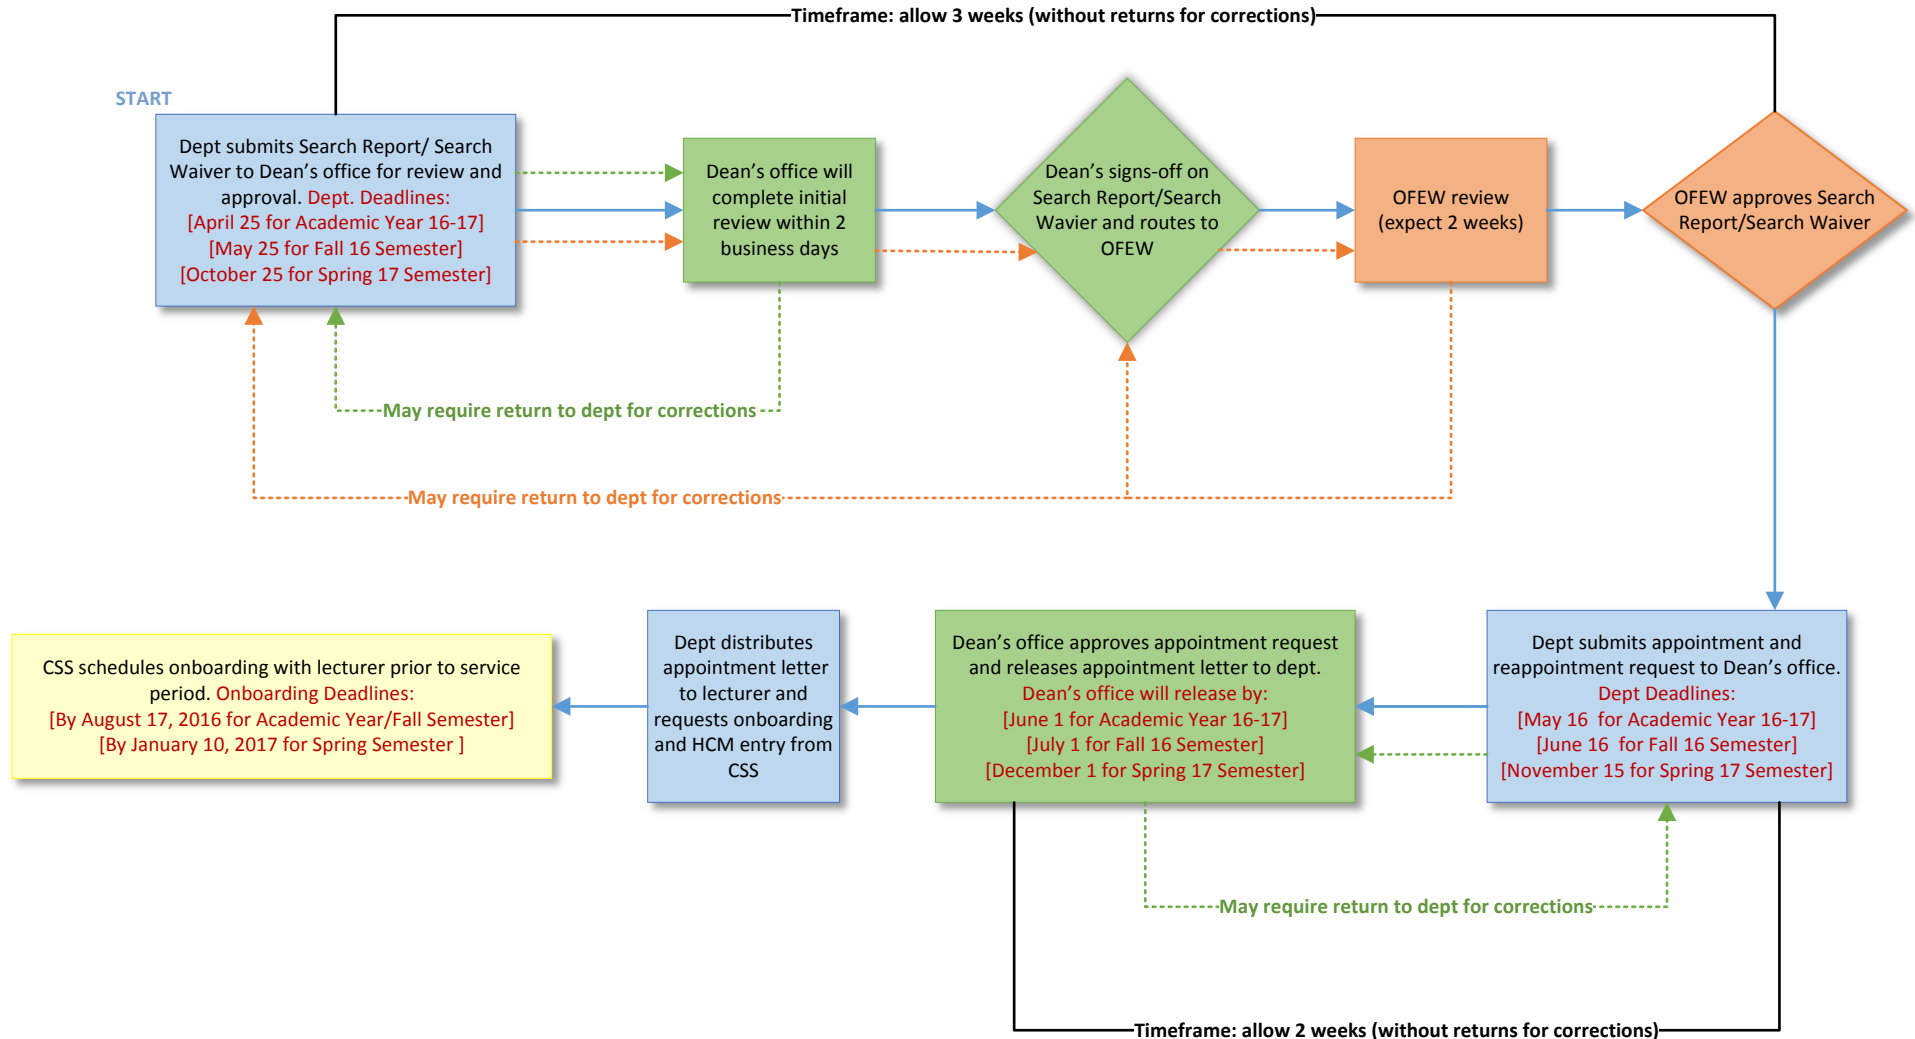 Timeframe: allow 3 weeks (without returns for corrections)
START
Dept submits Search Report/ Search
Waiver to Dean’s office for review and
approval. Dept. Deadlines:
[April 25 for Academic Year 16-17]
[May 25 for Fall 16 Semester]
[October 25 for Spring 17 Semester]
Dean’s office will
complete initial
review within 2
business days
Dean’s signs-off on
Search Report/Search
Wavier and routes to
OFEW
OFEW review
(expect 2 weeks)
OFEW approves Search
Report/Search Waiver
May require return to dept for corrections
May require return to dept for corrections
CSS schedules onboarding with lecturer prior to service
period. Onboarding Deadlines:
[By August 17, 2016 for Academic Year/Fall Semester]
[By January 10, 2017 for Spring Semester ]
Dept distributes
appointment letter
to lecturer and
requests onboarding
and HCM entry from
CSS
Dean’s office approves appointment request
and releases appointment letter to dept.
Dean’s office will release by:
[June 1 for Academic Year 16-17]
[July 1 for Fall 16 Semester]
[December 1 for Spring 17 Semester]
Dept submits appointment and
reappointment request to Dean’s office.
Dept Deadlines:
[May 16  for Academic Year 16-17]
[June 16  for Fall 16 Semester]
[November 15 for Spring 17 Semester]
May require return to dept for corrections
Timeframe: allow 2 weeks (without returns for corrections)